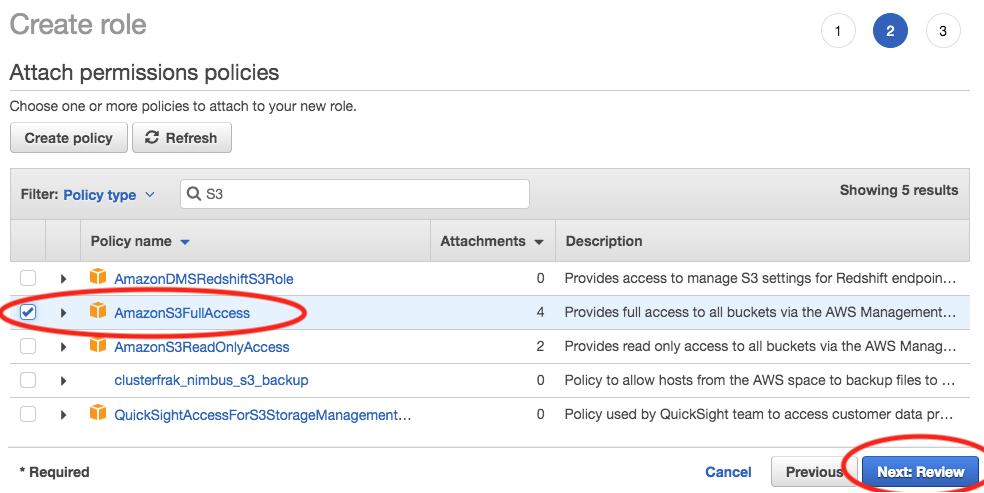 Create role
1 2 3
Attach permissions policies
Choose one or more policies to attach to your new role.
Create policy Refresh
Filter: Policy type S3 Showing 5 results
Policy name Attachments Description
AmazonDMSRedshiftS3Role 0 Provides access to manage S3 settings for Redshift endpoin...
AmazonS3FullAccess 4 Provides full access to all buckets via the AWS Management...
AmazonS3ReadOnlyAccess 2 Provides read only access to all buckets via the AWS Manag...
clusterfrak_nimbus_s3_backup 0 Policy to allow hosts from the AWS space to backup files to ...
QuickSightAccessForS3StorageManagement... 0 Policy used by QuickSight team to access customer data pr...
* Required Cancel Previous Next: Review